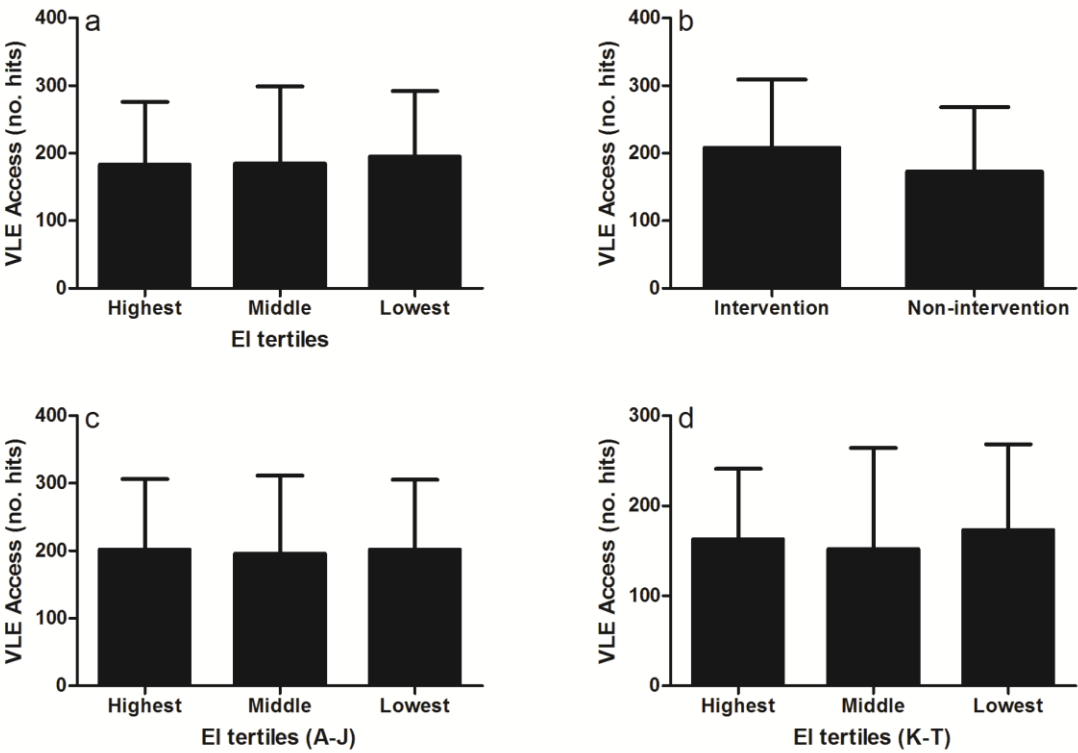 a
VLE Access (no. hits)
400
300
200
100
0
Highest Middle Lowest
EI tertiles
b
VLE Access (no. hits)
400
300
200
100
0
Intervention Non-intervention
c
VLE Access (no. hits)
400
300
200
100
0
Highest Middle Lowest
EI tertiles (A-J)
d
VLE Access (no. hits)
300
200
100
0
Highest Middle Lowest
EI tertiles (K-T)